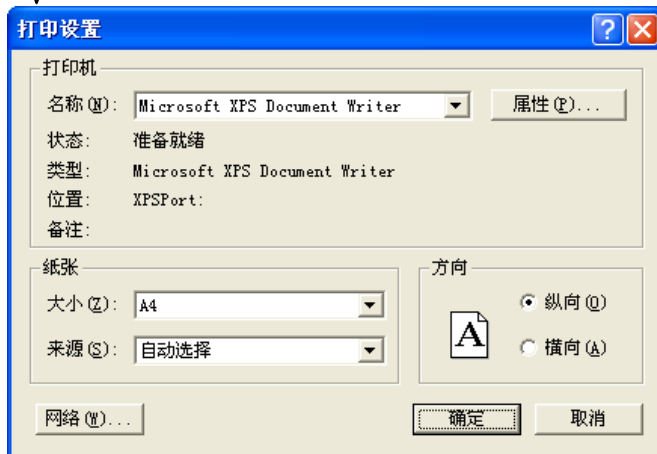 打印设置
打印机
名称(N): Microsoft XPS Document Writer 属性(P)...
状态: 准备就绪
类型: Microsoft XPS Document Writer
位置: XPSPort:
备注:
纸张
大小(Z): A4
来源(S): 自动选择
方向
A
纵向(O)
横向(A)
网络(W)... 确定 取消